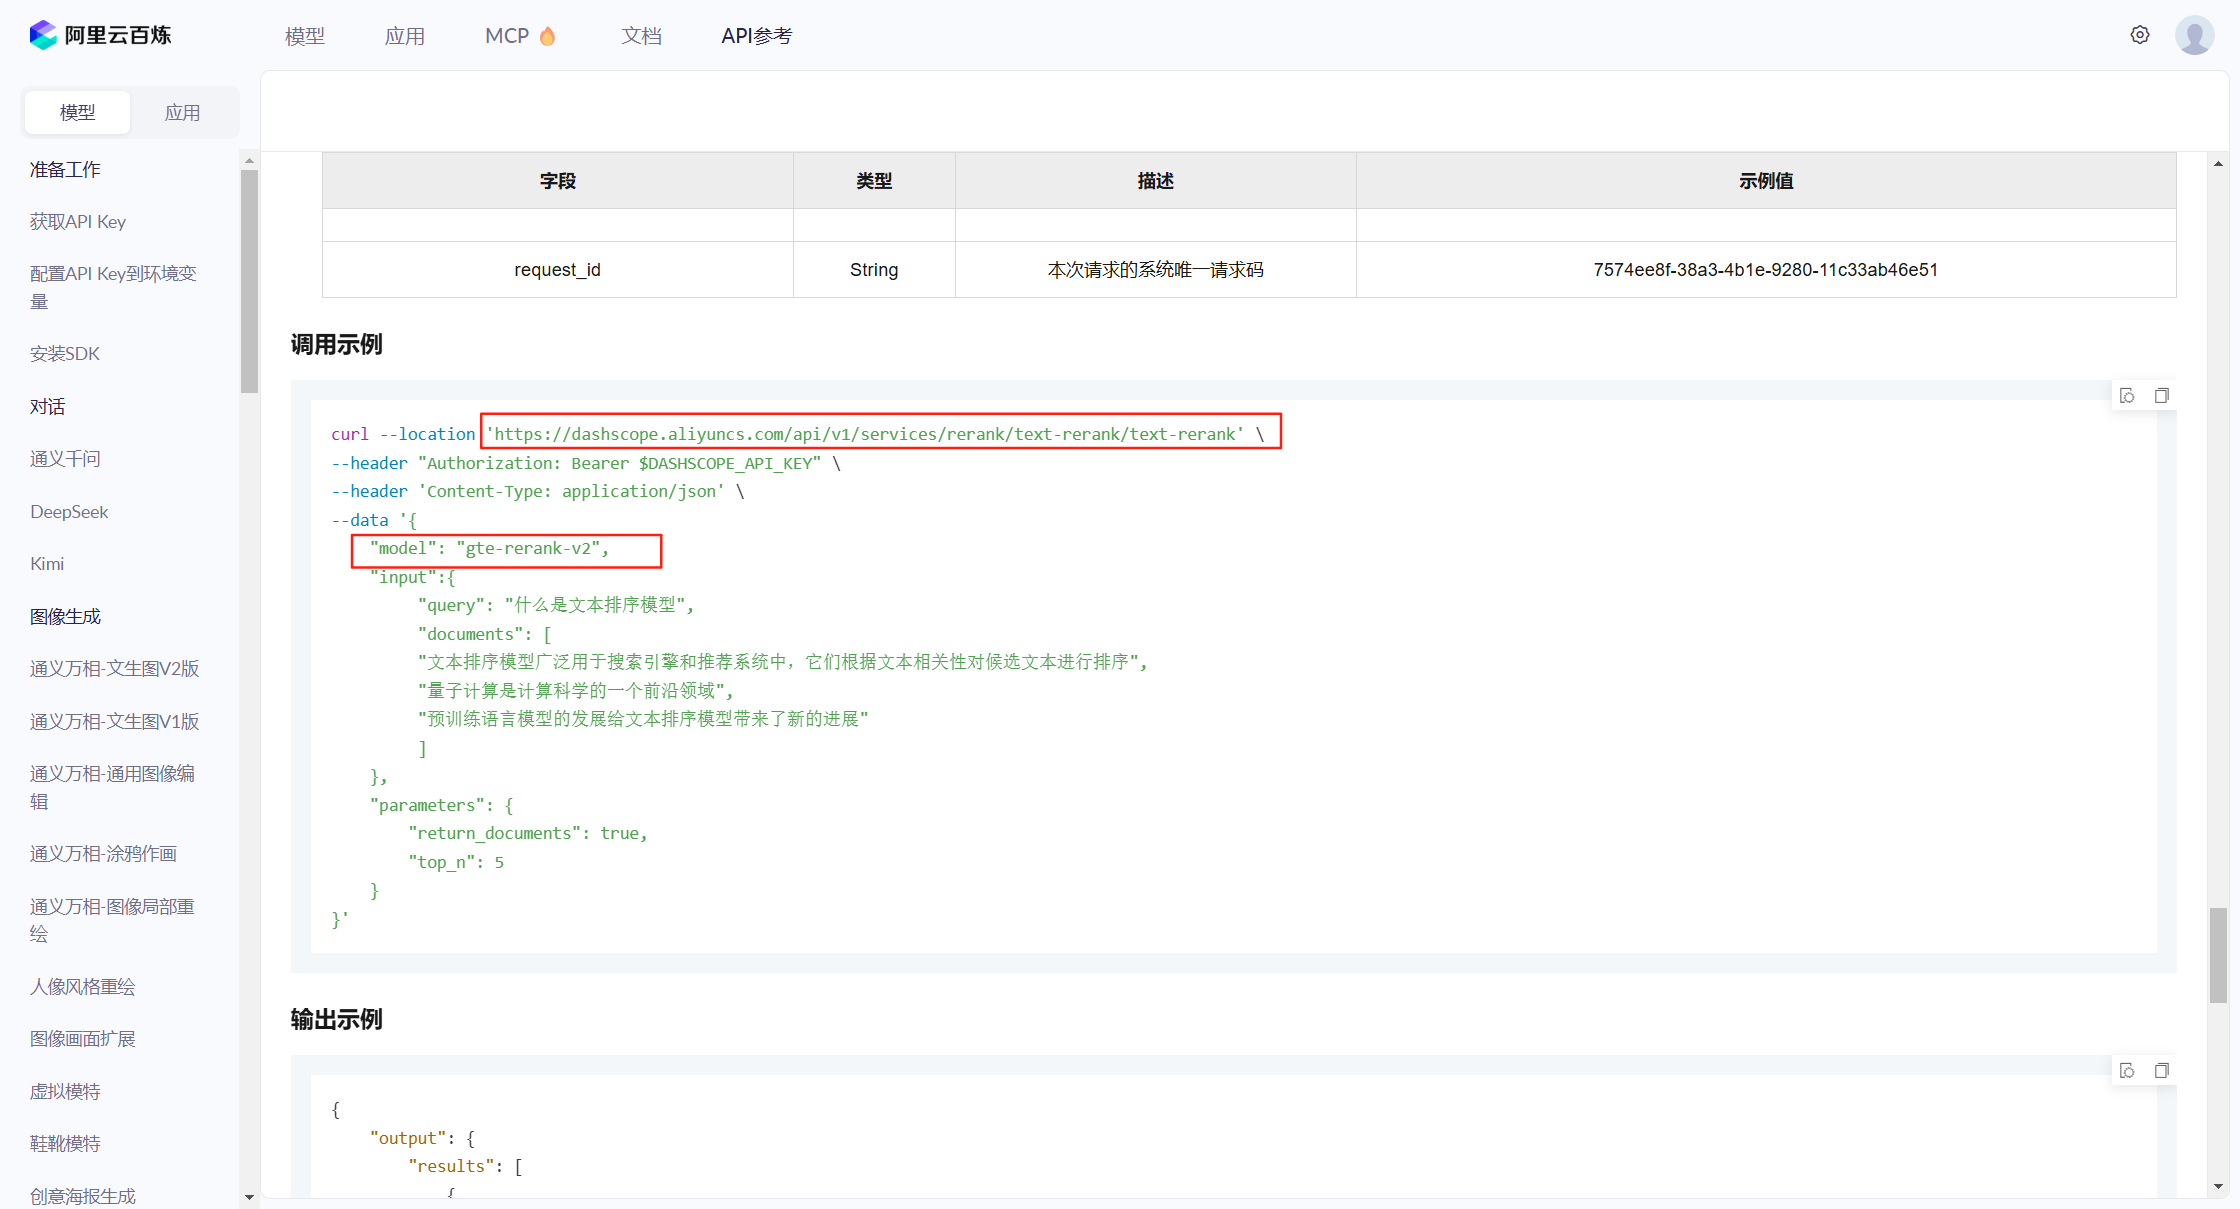 阿里云百炼
模型 应用 MCP 文档 API参考
模型 应用
准备工作
获取API Key
配置API Key到环境变
量
安装SDK
对话
通义千问
DeepSeek
Kimi
图像生成
通义万相-文生图V2版
通义万相-文生图V1版
通义万相-通用图像编
辑
通义万相-涂鸦作画
通义万相-图像局部重
绘
人像风格重绘
图像画面扩展
虚拟模特
鞋靴模特
创意海报生成
字段 类型 描述 示例值
request_id String 本次请求的系统唯一请求码 7574ee8f-38a3-4b1e-9280-11c33ab46e51
调用示例
curl --location 'https://dashscope.aliyuncs.com/api/v1/services/rerank/text-rerank/text-rerank' \
--header "Authorization: Bearer $DASHSCOPE_API_KEY" \
--header 'Content-Type: application/json' \
--data '{
"model": "gte-rerank-v2",
"input":{
"query": "什么是文本排序模型",
"documents": [
"文本排序模型广泛用于搜索引擎和推荐系统中，它们根据文本相关性对候选文本进行排序",
"量子计算是计算科学的一个前沿领域",
"预训练语言模型的发展给文本排序模型带来了新的进展"
]
},
"parameters": {
"return_documents": true,
"top_n": 5
}
}'
输出示例
{
"output": {
"results": [
{